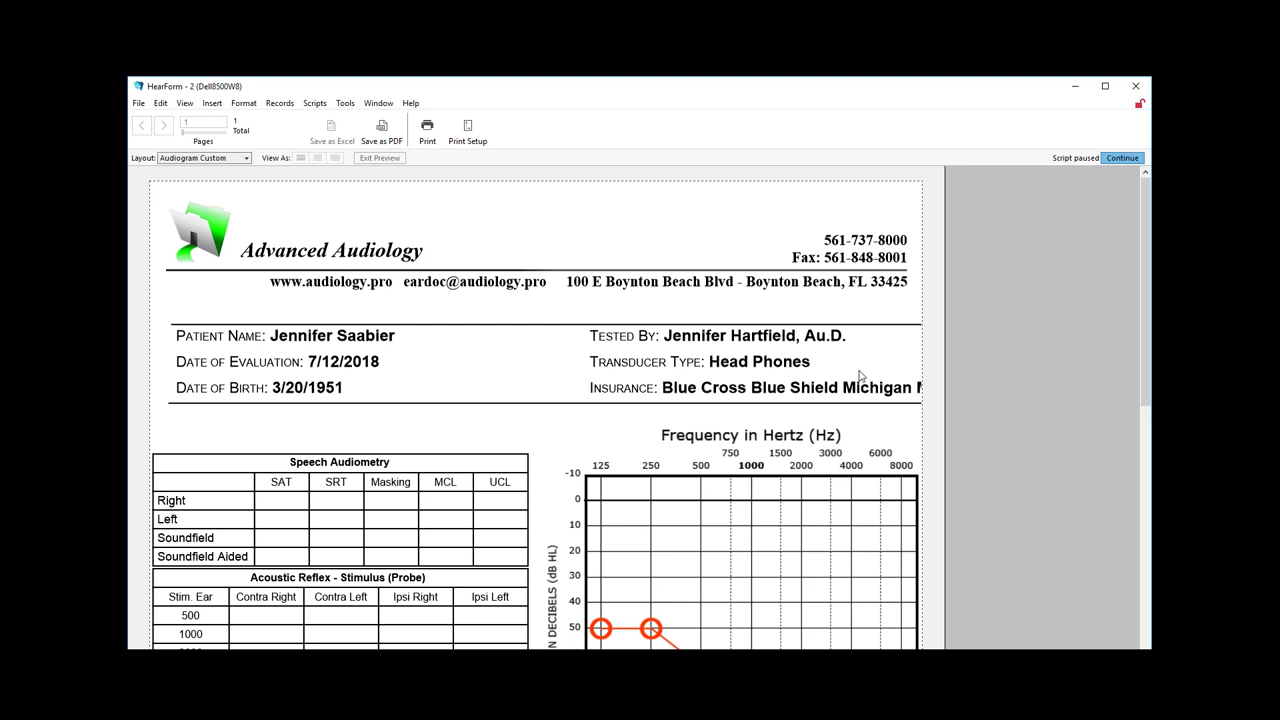 HearForm - 2 (Dell8500W8)
File Edit View Insert Format Records Scripts Tools Window Help
1 1 Total
Pages Save as Excel Save as PDF Print Print Setup
Layout: Audiogram Custom View As: Exit Preview Script paused Continue
Advanced Audiology
561-737-8000
Fax: 561-848-8001
www.audiology.pro eardoc@audiology.pro 100 E Boynton Beach Blvd - Boynton Beach, FL 33425
PATIENT NAME: Jennifer Saabier TESTED BY: Jennifer Hartfield, Au.D.
DATE OF EVALUATION: 7/12/2018 TRANSDUCER TYPE: Head Phones
DATE OF BIRTH: 3/20/1951 INSURANCE: Blue Cross Blue Shield Michigan
Speech Audiometry
SAT SRT Masking MCL UCL
Right
Left
Soundfield
Soundfield Aided
Acoustic Reflex - Stimulus (Probe)
Stim. Ear Contra Right Contra Left Ipsi Right Ipsi Left
500
1000
Frequency in Hertz (Hz)
750 1500 3000 6000
125 250 500 1000 2000 4000 8000
-10
0
10
20
30
40
50
N DECIBELS (dB HL)